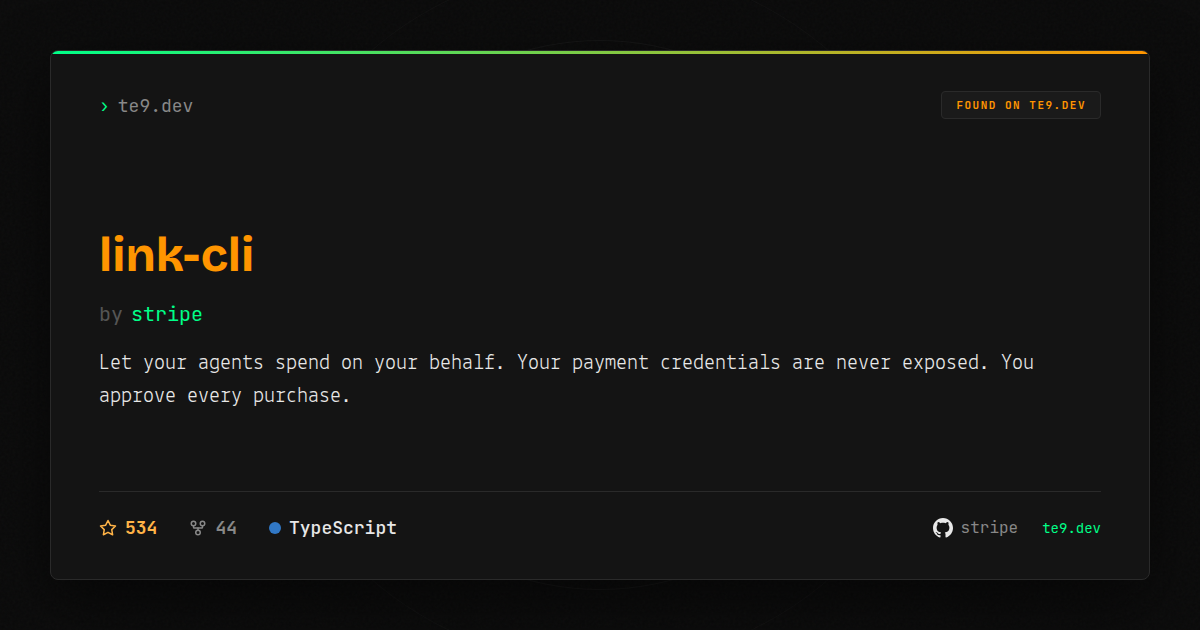 › te9.dev
FOUND ON TE9.DEV
link-cli
by stripe
Let your agents spend on your behalf. Your payment credentials are never exposed. You
approve every purchase.
534 44 TypeScript
stripe te9.dev